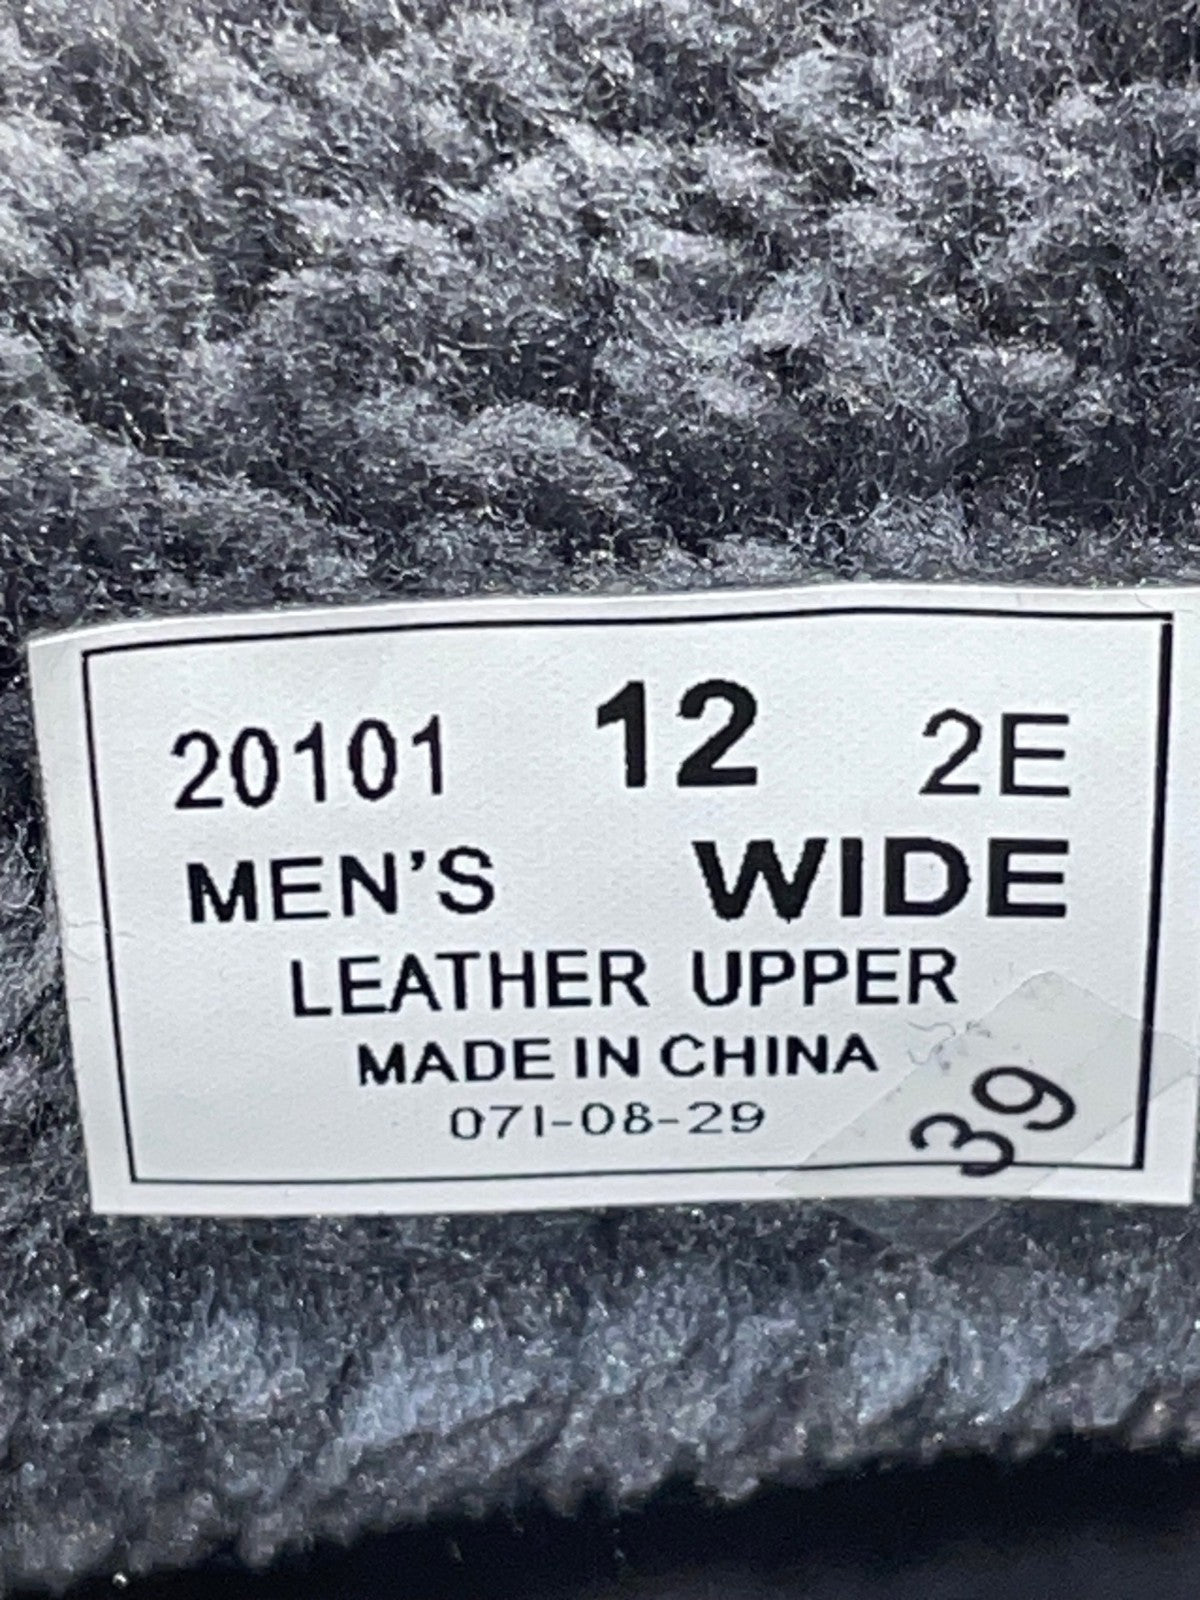 20101 12 2E
MEN'S WIDE
LEATHER UPPER
MADE IN CHINA
071-08-29
39